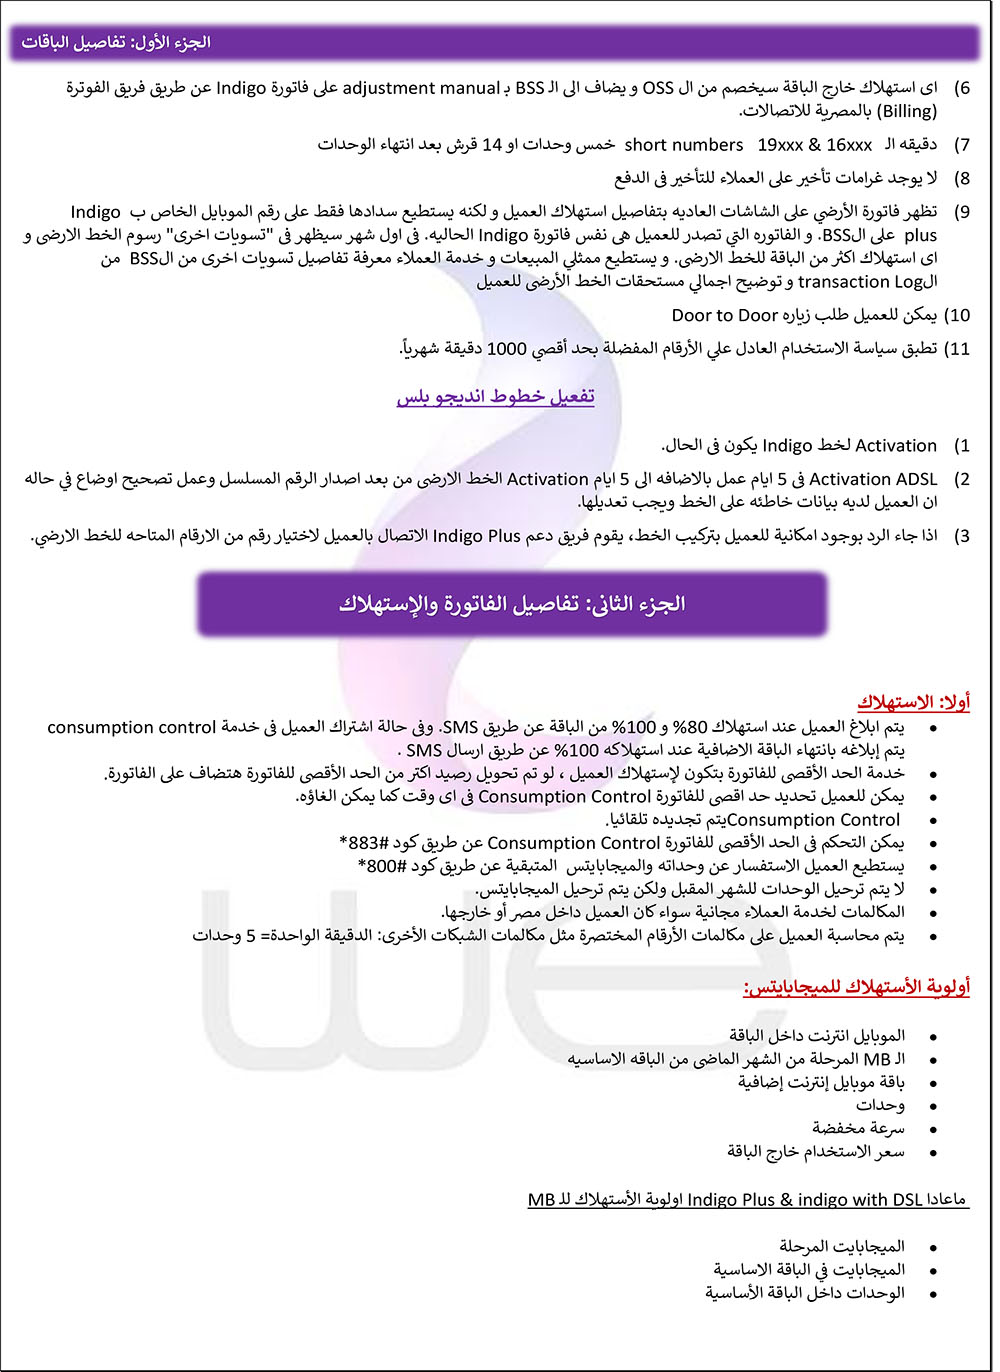 الجزء الأول: تفاصيل الباقات
6) اى استهلاك خارج الباقة سيخصم من ال OSS و يضاف الى الـ BSS بـ adjustment manual على فاتورة Indigo عن طريق فريق الفوترة
(Billing) بالمصرية للاتصالات.
7) دقيقه الـ short numbers 19xxx & 16xxx خمس وحدات او 14 قرش بعد انتهاء الوحدات
8) لا يوجد غرامات تأخير على العملاء للتأخير فى الدفع
9) تظهر فاتورة الأرضي على الشاشات العاديه بتفاصيل استهلاك العميل و لكنه يستطيع سدادها فقط على رقم الموبايل الخاص ب Indigo
plus على الBSS. و الفاتوره التي تصدر للعميل هى نفس فاتورة Indigo الحاليه. فى اول شهر سيظهر فى "تسويات اخرى" رسوم الخط الارضى و
اى استهلاك اكثر من الباقة للخط الارضى. و يستطيع ممثلي المبيعات و خدمة العملاء معرفة تفاصيل تسويات اخرى من الBSS من
الtransaction Log و توضيح اجمالي مستحقات الخط الأرضى للعميل
10) يمكن للعميل طلب زياره Door to Door
11) تطبق سياسة الاستخدام العادل علي الأرقام المفضلة بحد أقصي 1000 دقيقة شهرياً.
تفعيل خطوط انديجو بلس
1) Activation لخط Indigo يكون فى الحال.
2) Activation ADSL فى 5 ايام عمل بالاضافه الى 5 ايام Activation الخط الارضى من بعد اصدار الرقم المسلسل وعمل تصحيح اوضاع في حاله
ان العميل لديه بيانات خاطئه على الخط ويجب تعديلها.
3) اذا جاء الرد بوجود امكانية للعميل بتركيب الخط، يقوم فريق دعم Indigo Plus الاتصال بالعميل لاختيار رقم من الارقام المتاحه للخط الارضي.
الجزء الثانى: تفاصيل الفاتورة والإستهلاك
أولا: الاستهلاك
• يتم ابلاغ العميل عند استهلاك 80% و 100% من الباقة عن طريق SMS. وفى حالة اشتراك العميل فى خدمة consumption control
يتم إبلاغه بانتهاء الباقة الاضافية عند استهلاكه 100% عن طريق ارسال SMS .
• خدمة الحد الأقصى للفاتورة بتكون لإستهلاك العميل ، لو تم تحويل رصيد اكتر من الحد الأقصى للفاتورة هتضاف على الفاتورة.
• يمكن للعميل تحديد حد اقصى للفاتورة Consumption Control فى اى وقت كما يمكن الغاؤه.
• Consumption Controlيتم تجديده تلقائيا.
• يمكن التحكم فى الحد الأقصى للفاتورة Consumption Control عن طريق كود #883*
• يستطيع العميل الاستفسار عن وحداته والميجابايتس المتبقية عن طريق كود #800*
• لا يتم ترحيل الوحدات للشهر المقبل ولكن يتم ترحيل الميجابايتس.
• المكالمات لخدمة العملاء مجانية سواء كان العميل داخل مصر أو خارجها.
• يتم محاسبة العميل على مكالمات الأرقام المختصرة مثل مكالمات الشبكات الأخرى: الدقيقة الواحدة= 5 وحدات
أولوية الأستهلاك للميجابايتس:
• الموبايل انترنت داخل الباقة
• الـ MB المرحلة من الشهر الماضى من الباقه الاساسيه
• باقة موبايل إنترنت إضافية
• وحدات
• سرعة مخفضة
• سعر الاستخدام خارج الباقة
ماعادا Indigo Plus & indigo with DSL اولوية الأستهلاك للـ MB
• الميجابايت المرحلة
• الميجابايت في الباقة الاساسية
• الوحدات داخل الباقة الأساسية
we